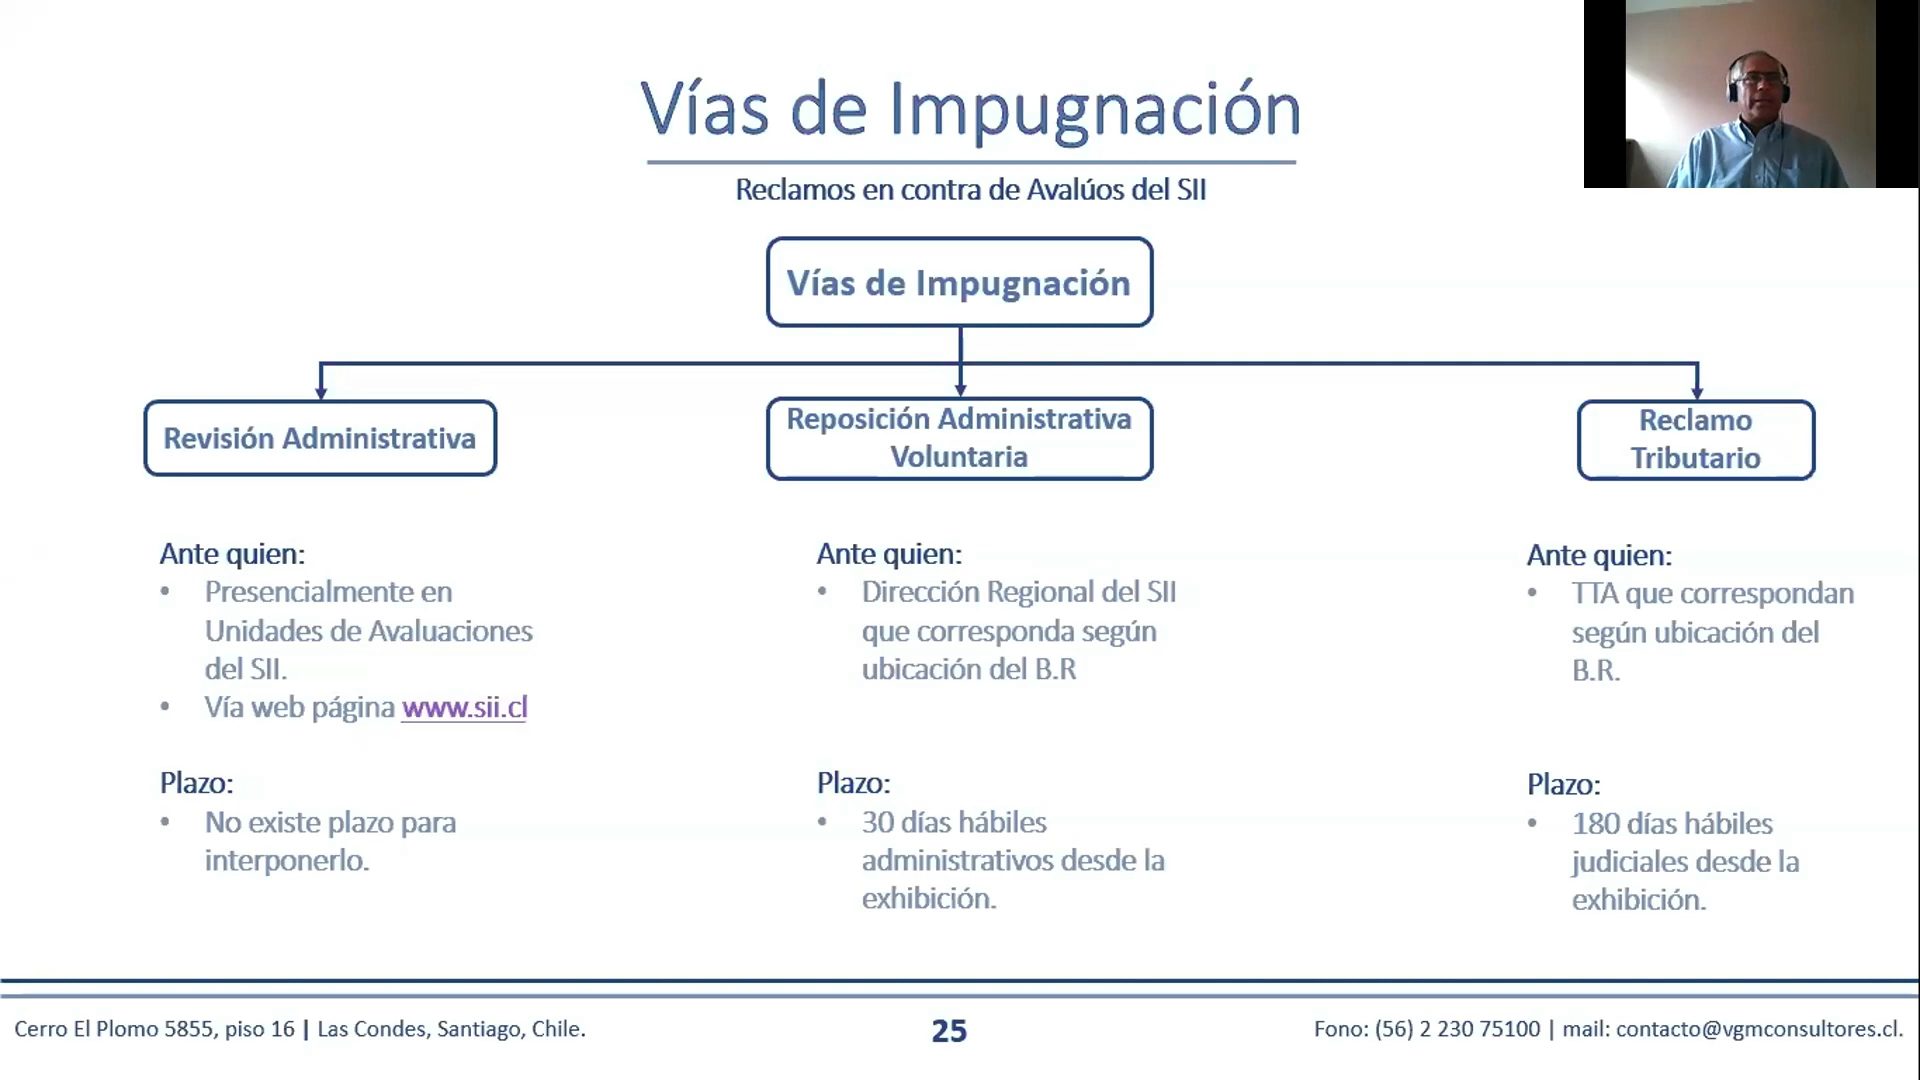 Vías de Impugnación
Reclamos en contra de Avalúos del SII
Vías de Impugnación
Revisión Administrativa
Reposición Administrativa
Voluntaria
Reclamo
Tributario
Ante quien:
• Presencialmente en
Unidades de Avaluaciones
del SII.
• Vía web página www.sii.cl
Plazo:
• No existe plazo para
interponerlo.
Ante quien:
• Dirección Regional del SII
que corresponda según
ubicación del B.R
Plazo:
• 30 días hábiles
administrativos desde la
exhibición.
Ante quien:
• TTA que correspondan
según ubicación del
B.R.
Plazo:
• 180 días hábiles
judiciales desde la
exhibición.
Cerro El Plomo 5855, piso 16 | Las Condes, Santiago, Chile.
25
Fono: (56) 2 230 75100 | mail: contacto@vgmconsultores.cl.